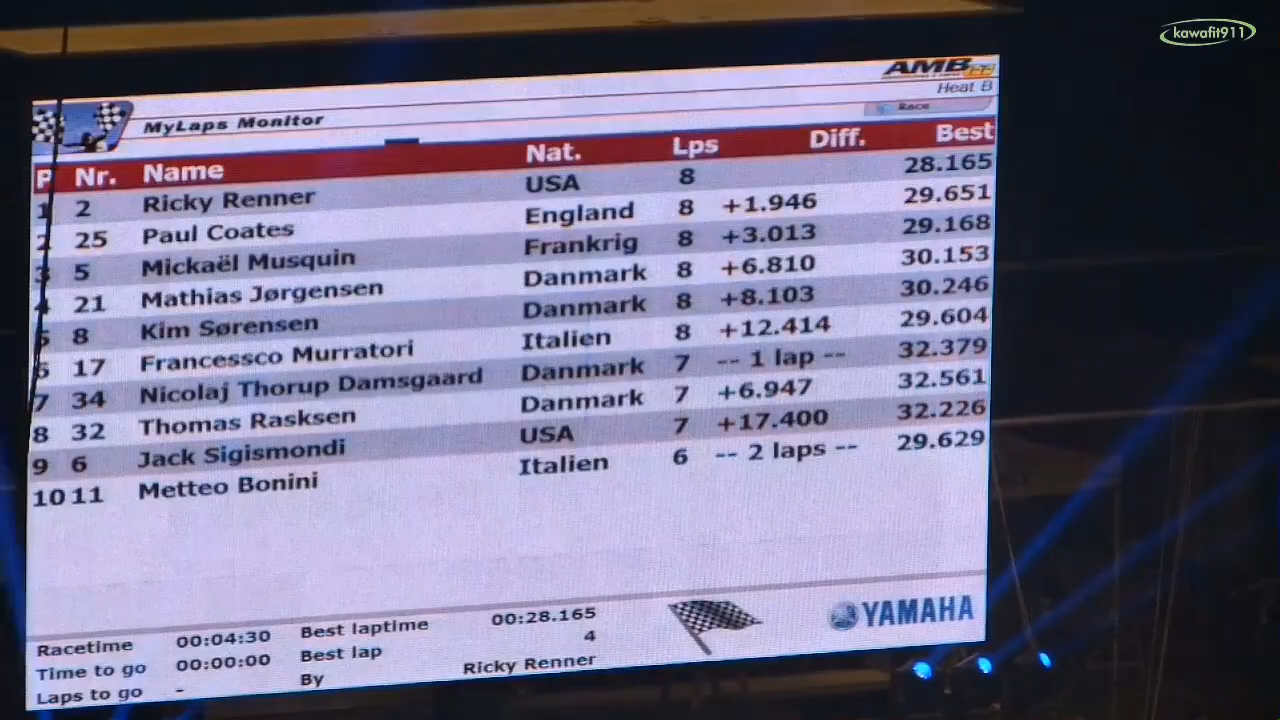 kawafit911
AMB
Heat B
Race
MyLaps Monitor
P Nr. Name Nat. Lps Diff. Best
1 2 Ricky Renner USA 8 28.165
2 25 Paul Coates England 8 +1.946 29.651
3 5 Mickaël Musquin Frankrig 8 +3.013 29.168
4 21 Mathias Jørgensen Danmark 8 +6.810 30.153
5 8 Kim Sørensen Danmark 8 +8.103 30.246
6 17 Francessco Murratori Italien 8 +12.414 29.604
7 34 Nicolaj Thorup Damsgaard Danmark 7 -- 1 lap -- 32.379
8 32 Thomas Rasksen Danmark 7 +6.947 32.561
9 6 Jack Sigismondi USA 7 +17.400 32.226
10 11 Metteo Bonini Italien 6 -- 2 laps -- 29.629
Racetime 00:04:30 Best laptime 00:28.165
Time to go 00:00:00 Best lap 4
Laps to go - By Ricky Renner
YAMAHA